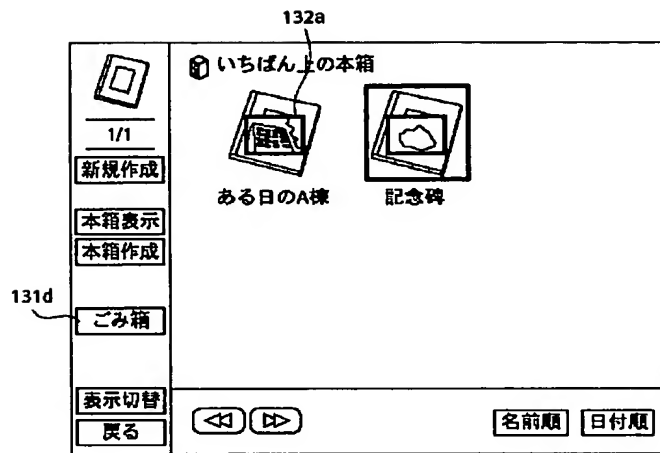 132a
いちばん上の本箱
1/1
新規作成
ある日のA棟
記念碑
本箱表示
本箱作成
131d
ごみ箱
表示切替
戻る
名前順
日付順